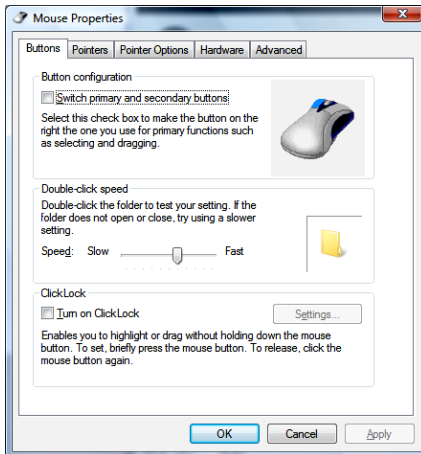 Mouse Properties
Buttons Pointers Pointer Options Hardware Advanced
Button configuration
Switch primary and secondary buttons
Select this check box to make the button on the
right the one you use for primary functions such
as selecting and dragging.
Double-click speed
Double-click the folder to test your setting. If the
folder does not open or close, try using a slower
setting.
Speed: Slow Fast
ClickLock
Turn on ClickLock Settings...
Enables you to highlight or drag without holding down the mouse
button. To set, briefly press the mouse button. To release, click the
mouse button again.
OK Cancel Apply